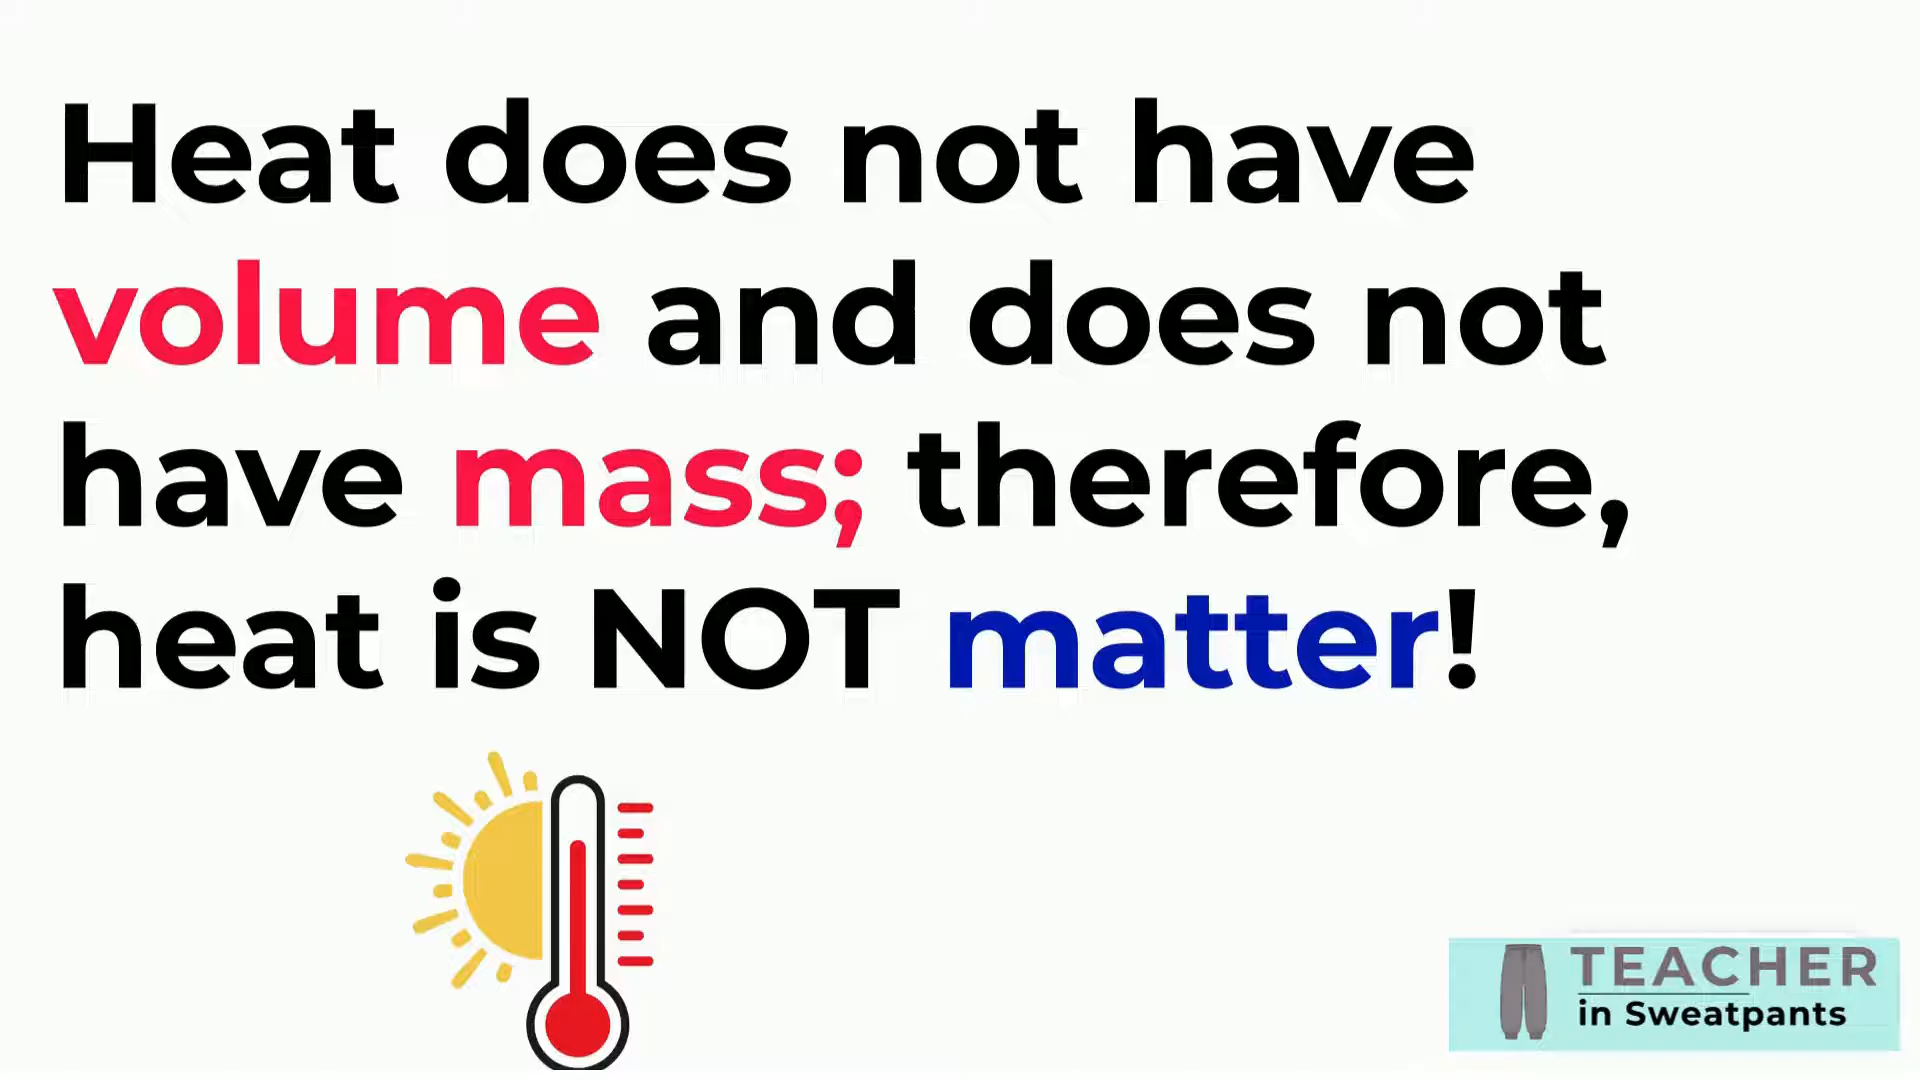 Heat does not have
volume and does not
have mass; therefore,
heat is NOT matter!
TEACHER
in Sweatpants